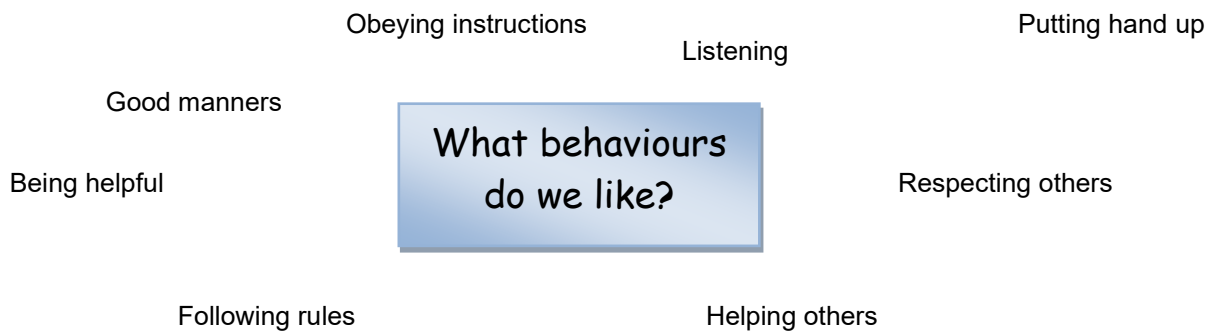 Obeying instructions
Putting hand up
Listening
Good manners
What behaviours
do we like?
Being helpful
Respecting others
Following rules
Helping others